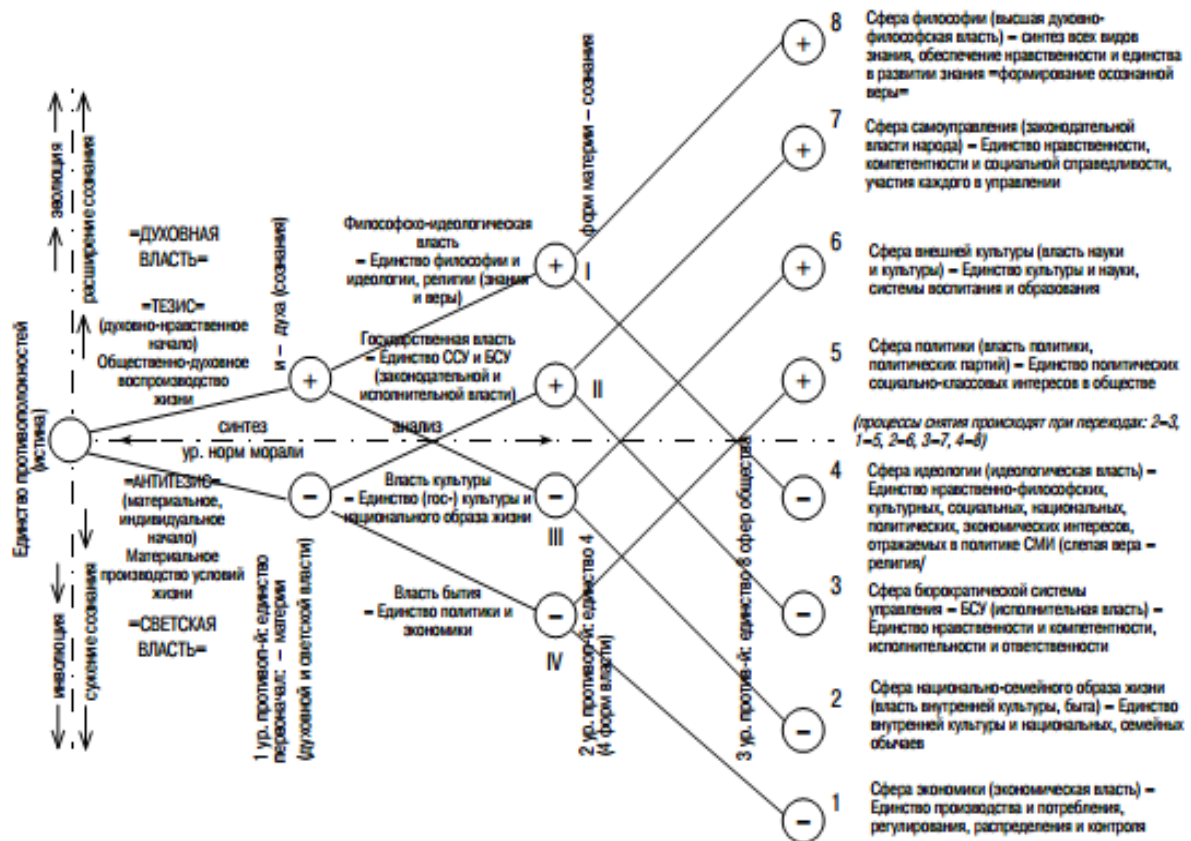 Единство противоположностей
(истина)
эволюция
расширение сознания
инволюция
сужение сознания
=ДУХОВНАЯ
ВЛАСТЬ=
=ТЕЗИС=
(духовно-нравственное
начало)
Общественно-духовное
воспроизводство
жизни
синтез
анализ
ур. норм морали
=АНТИТЕЗИС=
(материальное,
индивидуальное
начало)
Материальное
производство условий
жизни
=СВЕТСКАЯ
ВЛАСТЬ=
1 ур. противоп-й: единство
первоначал: – материи
и – духа (сознания)
(духовной и светской власти)
+
–
Философско-идеологическая
власть
– Единство философии и
идеологии, религии (знания
и веры)
Государственная власть
– Единство ССУ и БСУ
(законодательной и
исполнительной власти)
Власть культуры
– Единство (гос-) культуры и
национального образа жизни
Власть бытия
– Единство политики и
экономики
+
I
+
II
–
III
–
IV
2 ур. противоп-й: единство 4
форм материи – сознания
(4 форм власти)
3 ур. против-й: единство 8 сфер общества
+
8
Сфера философии (высшая духовно-
философская власть) – синтез всех видов
знания, обеспечение нравственности и единства
в развитии знания =формирование осознанной
веры=
+
7
Сфера самоуправления (законодательной
власти народа) – Единство нравственности,
компетентности и социальной справедливости,
участия каждого в управлении
+
6
Сфера внешней культуры (власть науки
и культуры) – Единство культуры и науки,
системы воспитания и образования
+
5
Сфера политики (власть политики,
политических партий) – Единство политических
социально-классовых интересов в обществе
(процессы снятия происходят при переходах: 2–3,
1–5, 2–6, 3–7, 4–8)
–
4
Сфера идеологии (идеологическая власть) –
Единство нравственно-философских,
культурных, социальных, национальных,
политических, экономических интересов,
отражаемых в политике СМИ (слепая вера –
религия/
–
3
Сфера бюрократической системы
управления – БСУ (исполнительная власть) –
Единство нравственности и компетентности,
исполнительности и ответственности
–
2
Сфера национально-семейного образа жизни
(власть внутренней культуры, быта) – Единство
внутренней культуры и национальных, семейных
обычаев
–
1
Сфера экономики (экономическая власть) –
Единство производства и потребления,
регулирования, распределения и контроля